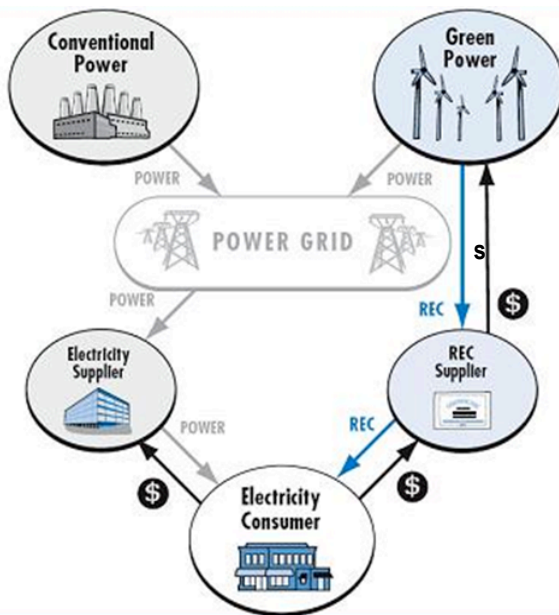 Conventional
Power
Green
Power
POWER
POWER
POWER GRID
POWER
S
$
REC
Electricity
Supplier
REC
Supplier
POWER
REC
$
$
Electricity
Consumer